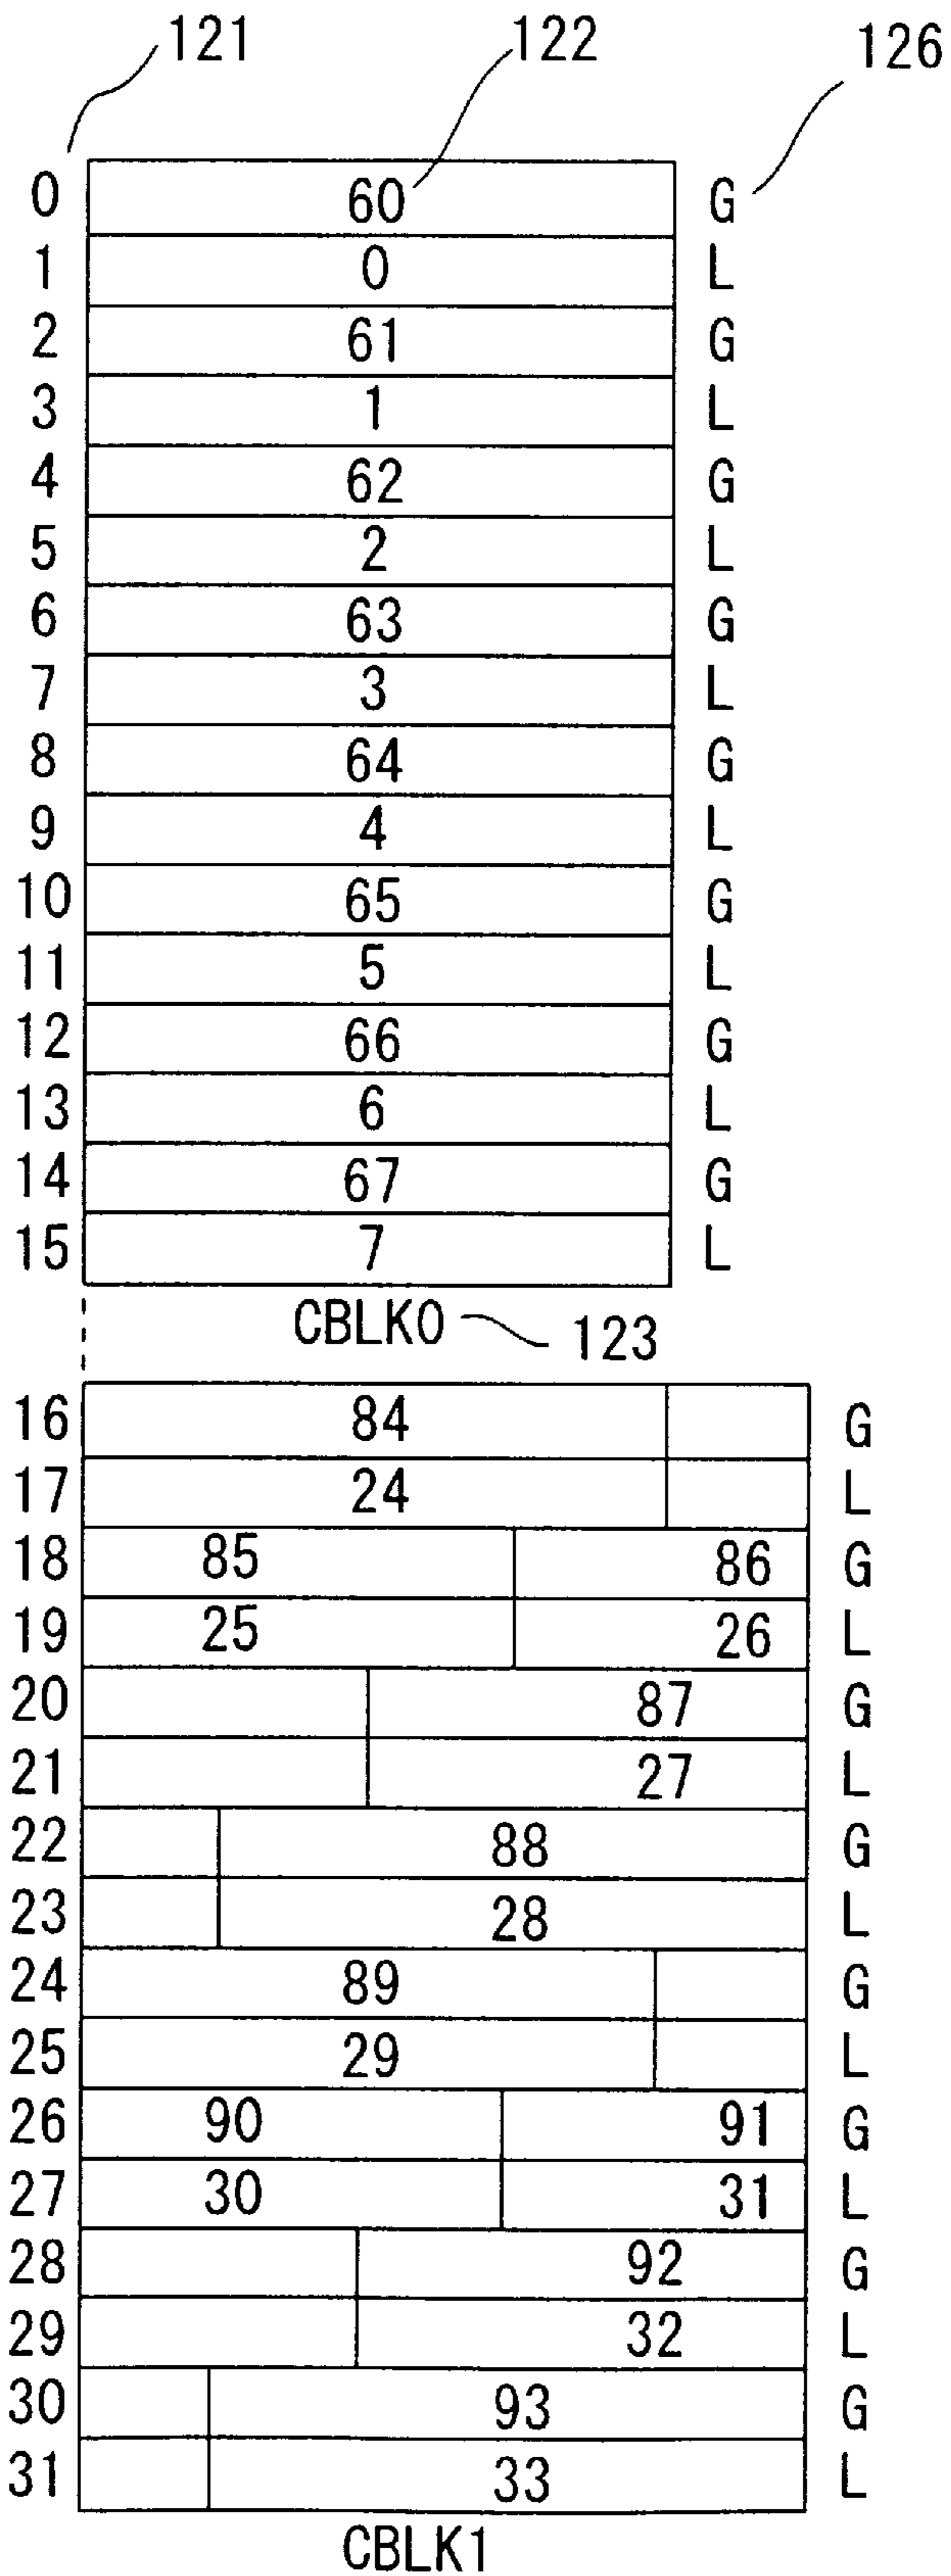 121 122 126
0 60 G
1 0 L
2 61 G
3 1 L
4 62 G
5 2 L
6 63 G
7 3 L
8 64 G
9 4 L
10 65 G
11 5 L
12 66 G
13 6 L
14 67 G
15 7 L
CBLK0 123
16 84 G
17 24 L
18 85 86 G
19 25 26 L
20 87 G
21 27 L
22 88 G
23 28 L
24 89 G
25 29 L
26 90 91 G
27 30 31 L
28 92 G
29 32 L
30 93 G
31 33 L
CBLK1